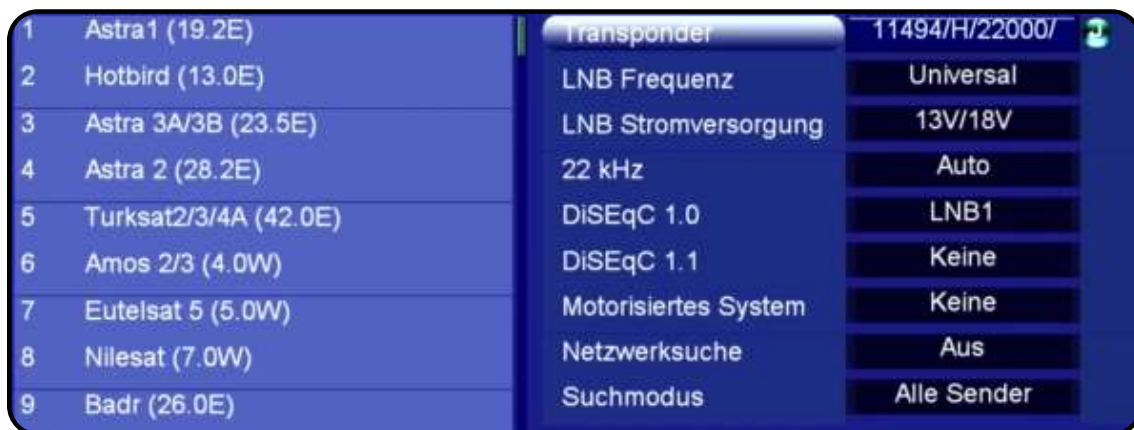 1 Astra1 (19.2E)
2 Hotbird (13.0E)
3 Astra 3A/3B (23.5E)
4 Astra 2 (28.2E)
5 Turksat2/3/4A (42.0E)
6 Amos 2/3 (4.0W)
7 Eutelsat 5 (5.0W)
8 Nilesat (7.0W)
9 Badr (26.0E)
Transponder 11494/H/22000/
LNB Frequenz Universal
LNB Stromversorgung 13V/18V
22 kHz Auto
DiSEqC 1.0 LNB1
DiSEqC 1.1 Keine
Motorisiertes System Keine
Netzwerksuche Aus
Suchmodus Alle Sender